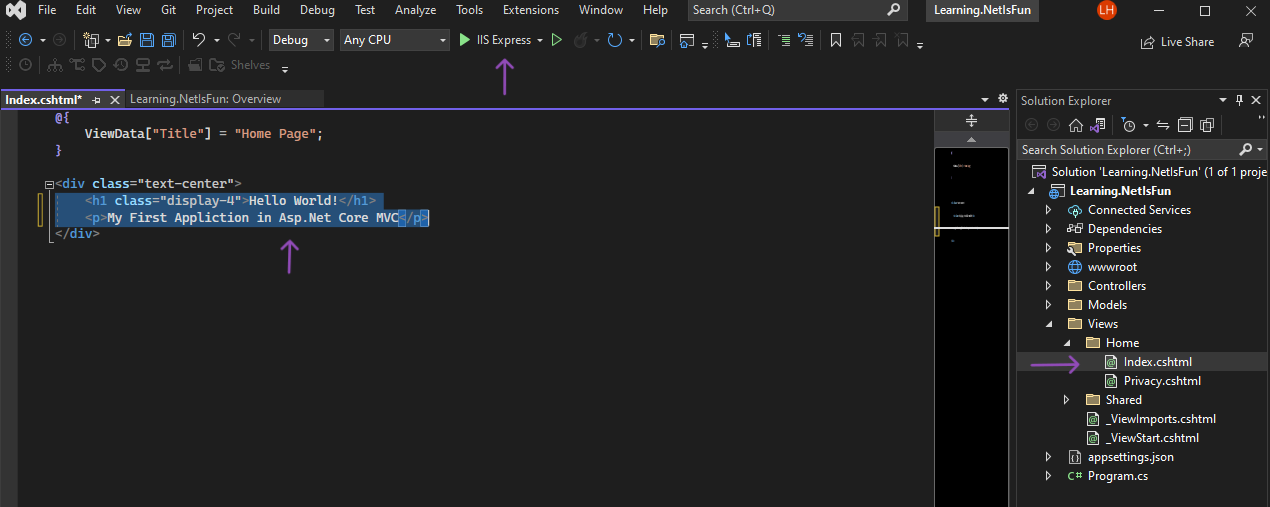 File Edit View Git Project Build Debug Test Analyze Tools Extensions Window Help Search (Ctrl+Q) Learning.NetIsFun LH
Debug Any CPU IIS Express Live Share
Shelves
Index.cshtml* Learning.NetIsFun: Overview
@{
ViewData["Title"] = "Home Page";
}
<div class="text-center">
<h1 class="display-4">Hello World!</h1>
<p>My First Appliction in Asp.Net Core MVC</p>
</div>
Solution Explorer
Search Solution Explorer (Ctrl+;)
Solution 'Learning.NetIsFun' (1 of 1 proje
Learning.NetIsFun
Connected Services
Dependencies
Properties
wwwroot
Controllers
Models
Views
Home
Index.cshtml
Privacy.cshtml
Shared
_ViewImports.cshtml
_ViewStart.cshtml
appsettings.json
C# Program.cs